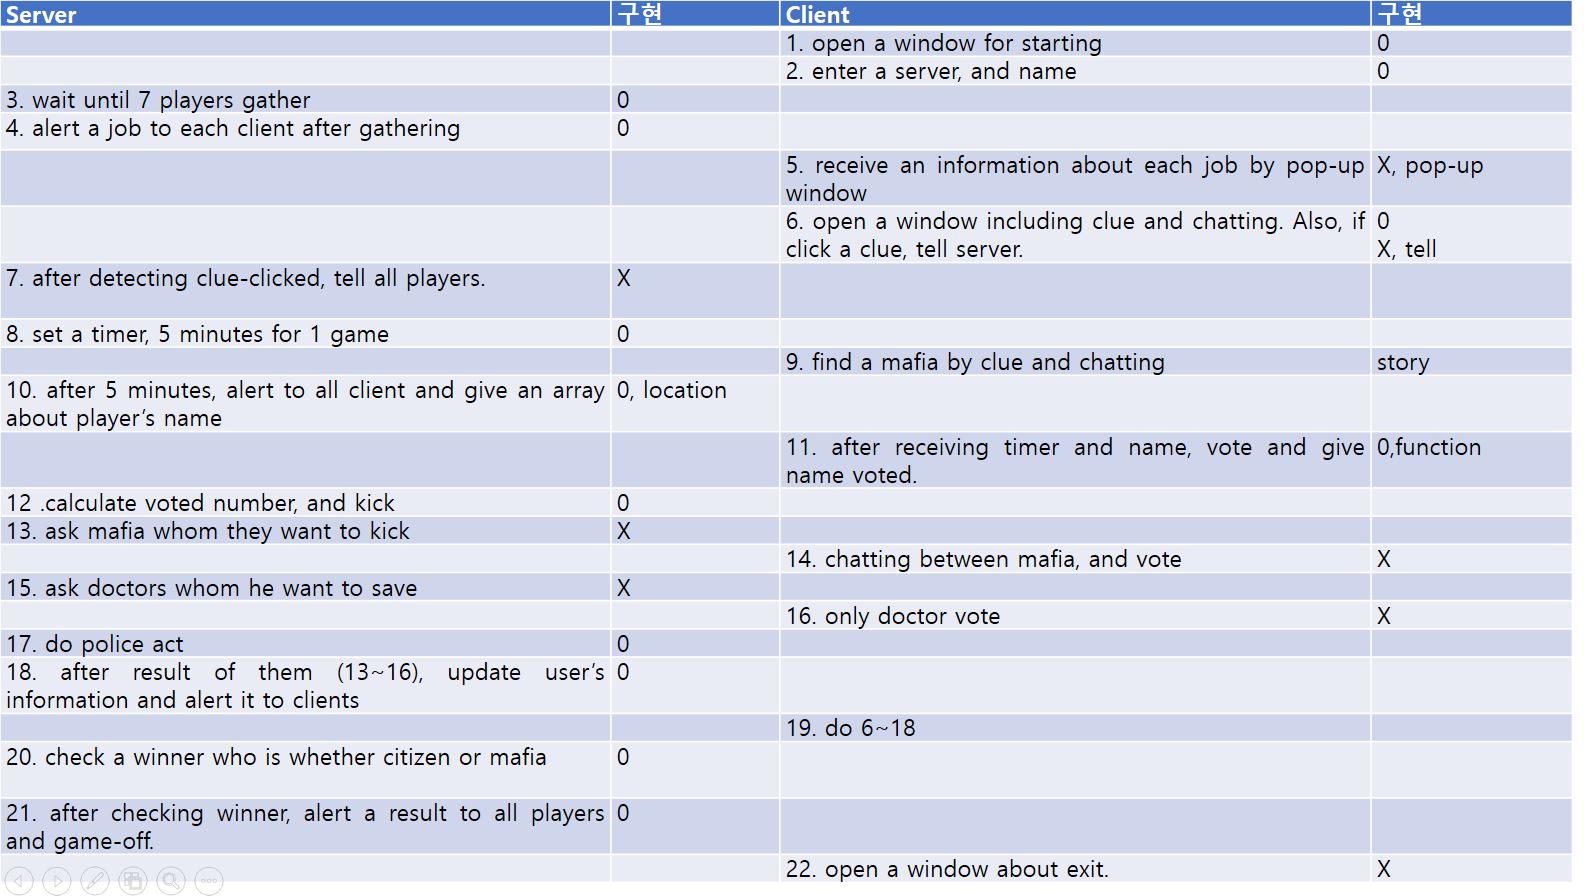 Server 구현 Client 구현
1. open a window for starting 0
2. enter a server, and name 0
3. wait until 7 players gather 0
4. alert a job to each client after gathering 0
5. receive an information about each job by pop-up X, pop-up
window
6. open a window including clue and chatting. Also, if 0
click a clue, tell server. X, tell
7. after detecting clue-clicked, tell all players. X
8. set a timer, 5 minutes for 1 game 0
9. find a mafia by clue and chatting story
10. after 5 minutes, alert to all client and give an array 0, location
about player’s name
11. after receiving timer and name, vote and give 0,function
name voted.
12 .calculate voted number, and kick 0
13. ask mafia whom they want to kick X
14. chatting between mafia, and vote X
15. ask doctors whom he want to save X
16. only doctor vote X
17. do police act 0
18. after result of them (13~16), update user’s 0
information and alert it to clients
19. do 6~18
20. check a winner who is whether citizen or mafia 0
21. after checking winner, alert a result to all players 0
and game-off.
22. open a window about exit. X